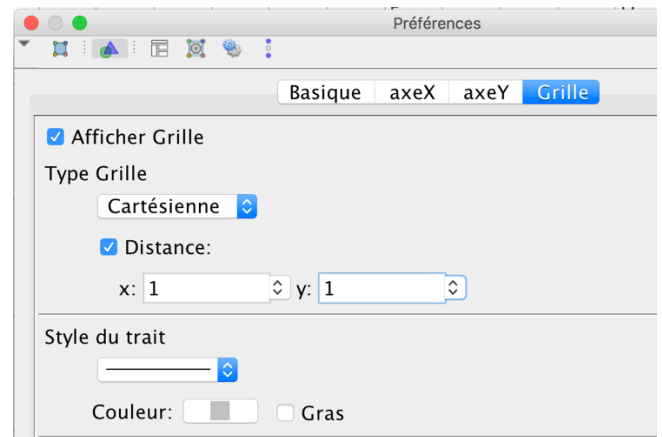 Préférences
Basique axeX axeY Grille
Afficher Grille
Type Grille
Cartésienne
Distance:
x: 1 y: 1
Style du trait
Couleur: Gras